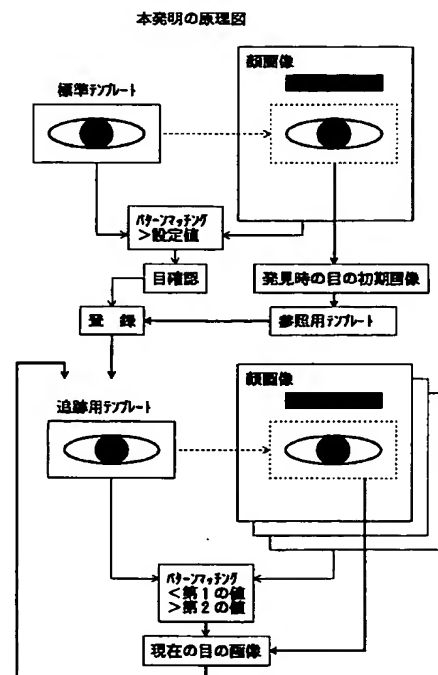 本発明の原理図
顔画像
標準テンプレート
パターンマッチング
>設定値
目確認
発見時の目の初期画像
登 録
参照用テンプレート
顔画像
追跡用テンプレート
パターンマッチング
<第1の値
>第2の値
現在の目の画像